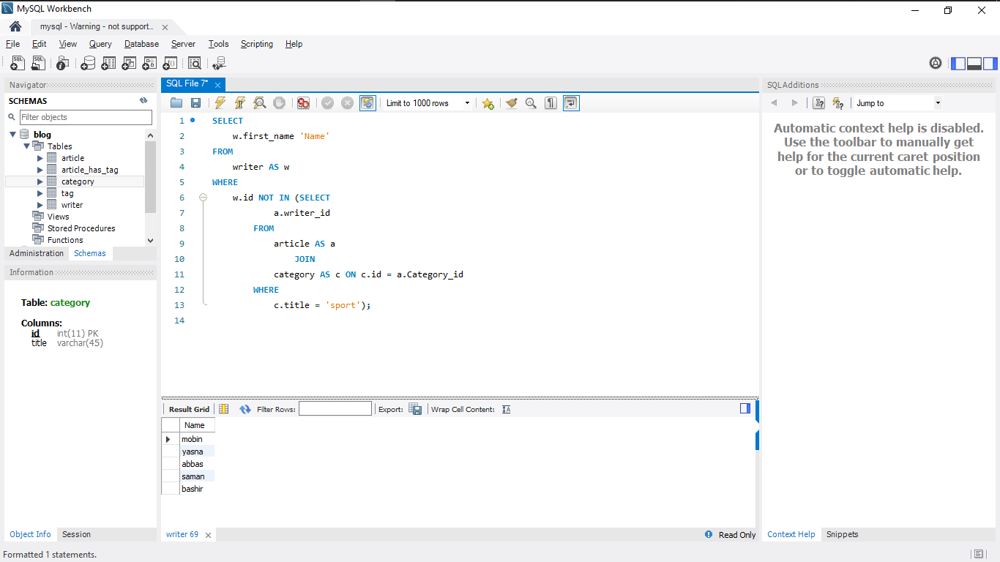 MySQL Workbench
mysql - Warning - not support...
File Edit View Query Database Server Tools Scripting Help
Navigator
SCHEMAS
Filter objects
blog
Tables
article
article_has_tag
category
tag
writer
Views
Stored Procedures
Functions
Administration Schemas
Information
Table: category
Columns:
id int(11) PK
title varchar(45)
Object Info Session
SQL File 7*
Limit to 1000 rows
1 SELECT
2 w.first_name 'Name'
3 FROM
4 writer AS w
5 WHERE
6 w.id NOT IN (SELECT
7 a.writer_id
8 FROM
9 article AS a
10 JOIN
11 category AS c ON c.id = a.Category_id
12 WHERE
13 c.title = 'sport');
14
Result Grid Filter Rows: Export: Wrap Cell Content:
Name
mobin
yasna
abbas
saman
bashir
writer 69 Read Only
SQLAdditions
Jump to
Automatic context help is disabled.
Use the toolbar to manually get
help for the current caret position
or to toggle automatic help.
Context Help Snippets
Formatted 1 statements.